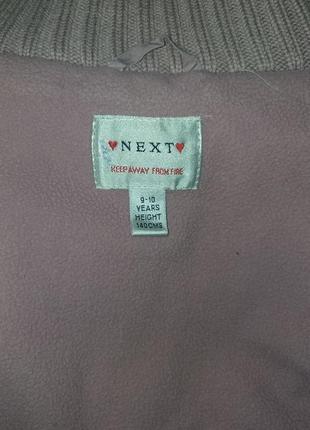 ♥NEXT♥
KEEP AWAY FROM FIRE
9-10
YEARS
HEIGHT
140CMS